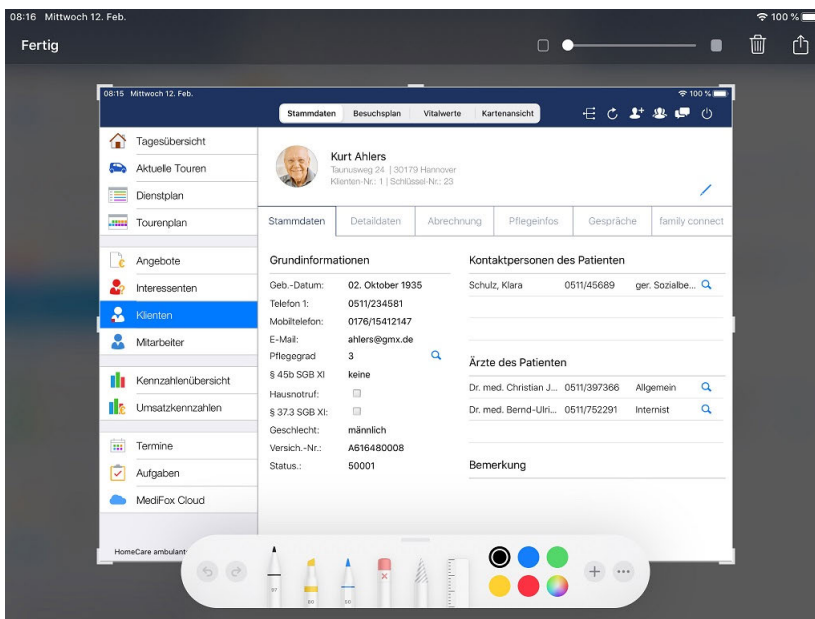 08:16 Mittwoch 12. Feb. 100 %
Fertig
08:15 Mittwoch 12. Feb. 100 %
Stammdaten Besuchsplan Vitalwerte Kartenansicht
Tagesübersicht
Aktuelle Touren
Dienstplan
Tourenplan
Angebote
Interessenten
Klienten
Mitarbeiter
Kennzahlenübersicht
Umsatzkennzahlen
Termine
Aufgaben
MediFox Cloud
HomeCare ambulant
Kurt Ahlers
Taunusweg 24 | 30179 Hannover
Klienten-Nr.: 1 | Schlüssel-Nr.: 23
Stammdaten Detaildaten Abrechnung Pflegeinfos Gespräche family connect
Grundinformationen
Geb.-Datum: 02. Oktober 1935
Telefon 1: 0511/234581
Mobiltelefon: 0176/15412147
E-Mail: ahlers@gmx.de
Pflegegrad 3
§ 45b SGB XI keine
Hausnotruf:
§ 37.3 SGB XI:
Geschlecht: männlich
Versich.-Nr.: A616480008
Status.: 50001
Kontaktpersonen des Patienten
Schulz, Klara 0511/45689 ger. Sozialbe...
Ärzte des Patienten
Dr. med. Christian J... 0511/397366 Allgemein
Dr. med. Bernd-Ulri... 0511/752291 Internist
Bemerkung
97
80
50